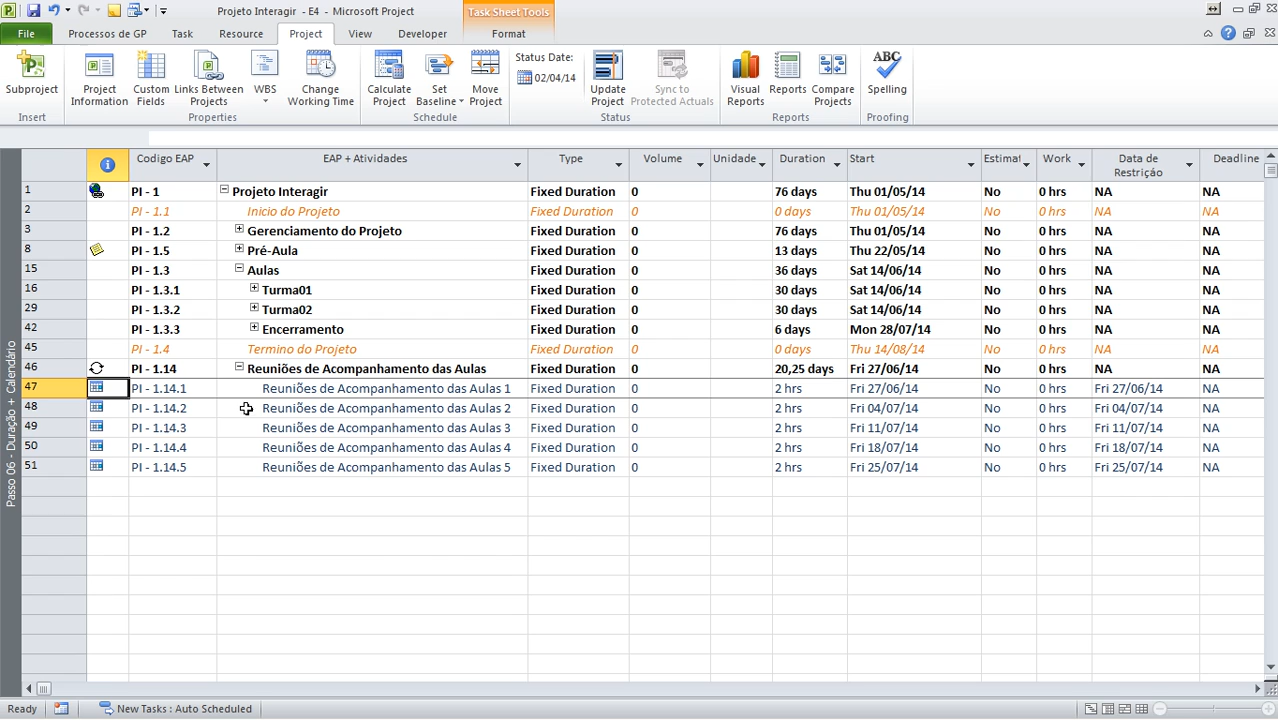 Projeto Interagir - E4 - Microsoft Project
Task Sheet Tools
File Processos de GP Task Resource Project View Developer Format
Subproject
Project Information
Custom Fields
Links Between Projects
WBS
Change Working Time
Calculate Project
Set Baseline
Move Project
Status Date:
02/04/14
Update Project
Sync to Protected Actuals
Visual Reports
Reports
Compare Projects
ABC
Spelling
Insert Properties Schedule Status Reports Proofing
Codigo EAP EAP + Atividades Type Volume Unidade Duration Start Estimat Work Data de Restrição Deadline
1 PI - 1 Projeto Interagir Fixed Duration 0 76 days Thu 01/05/14 No 0 hrs NA NA
2 PI - 1.1 Inicio do Projeto Fixed Duration 0 0 days Thu 01/05/14 No 0 hrs NA NA
3 PI - 1.2 Gerenciamento do Projeto Fixed Duration 0 76 days Thu 01/05/14 No 0 hrs NA NA
8 PI - 1.5 Pré-Aula Fixed Duration 0 13 days Thu 22/05/14 No 0 hrs NA NA
15 PI - 1.3 Aulas Fixed Duration 0 36 days Sat 14/06/14 No 0 hrs NA NA
16 PI - 1.3.1 Turma01 Fixed Duration 0 30 days Sat 14/06/14 No 0 hrs NA NA
29 PI - 1.3.2 Turma02 Fixed Duration 0 30 days Sat 14/06/14 No 0 hrs NA NA
42 PI - 1.3.3 Encerramento Fixed Duration 0 6 days Mon 28/07/14 No 0 hrs NA NA
45 PI - 1.4 Termino do Projeto Fixed Duration 0 0 days Thu 14/08/14 No 0 hrs NA NA
46 PI - 1.14 Reuniões de Acompanhamento das Aulas Fixed Duration 0 20,25 days Fri 27/06/14 No 0 hrs NA NA
47 PI - 1.14.1 Reuniões de Acompanhamento das Aulas 1 Fixed Duration 0 2 hrs Fri 27/06/14 No 0 hrs Fri 27/06/14 NA
48 PI - 1.14.2 Reuniões de Acompanhamento das Aulas 2 Fixed Duration 0 2 hrs Fri 04/07/14 No 0 hrs Fri 04/07/14 NA
49 PI - 1.14.3 Reuniões de Acompanhamento das Aulas 3 Fixed Duration 0 2 hrs Fri 11/07/14 No 0 hrs Fri 11/07/14 NA
50 PI - 1.14.4 Reuniões de Acompanhamento das Aulas 4 Fixed Duration 0 2 hrs Fri 18/07/14 No 0 hrs Fri 18/07/14 NA
51 PI - 1.14.5 Reuniões de Acompanhamento das Aulas 5 Fixed Duration 0 2 hrs Fri 25/07/14 No 0 hrs Fri 25/07/14 NA
Passo 06 - Duração + Calendário
Ready New Tasks : Auto Scheduled